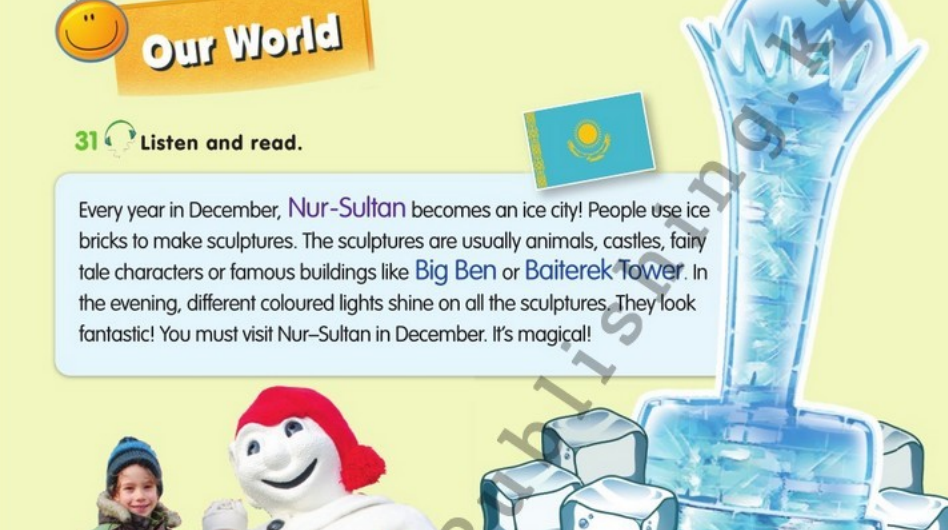 Our World
31 Listen and read.
Every year in December, Nur-Sultan becomes an ice city! People use ice
bricks to make sculptures. The sculptures are usually animals, castles, fairy
tale characters or famous buildings like Big Ben or Baiterek Tower. In
the evening, different coloured lights shine on all the sculptures. They look
fantastic! You must visit Nur–Sultan in December. It's magical!
publishing.kz